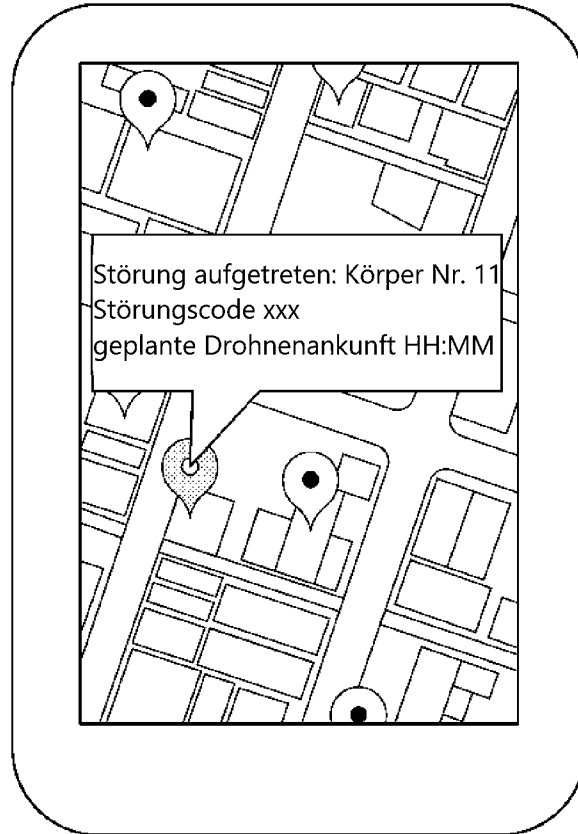 Störung aufgetreten: Körper Nr. 11
Störungscode xxx
geplante Drohnenankunft HH:MM